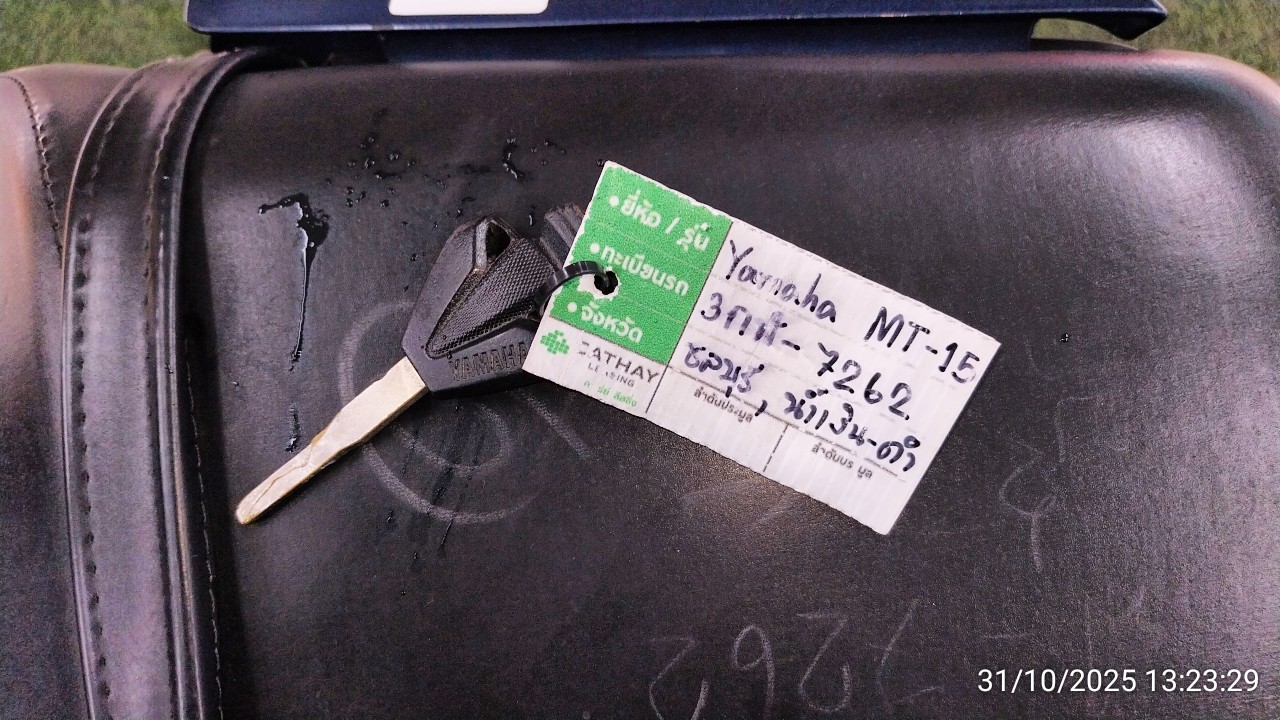 • ยี่ห้อ / รุ่น Yamaha MT-15
• ทะเบียนรถ 3กก-7262
• จังหวัด ชลบุรี, น้ำเงิน-ดำ
CATHAY
LEASING
ลำดับประมูล
ลำดับประมูล
YAMAHA
7262
31/10/2025 13:23:29